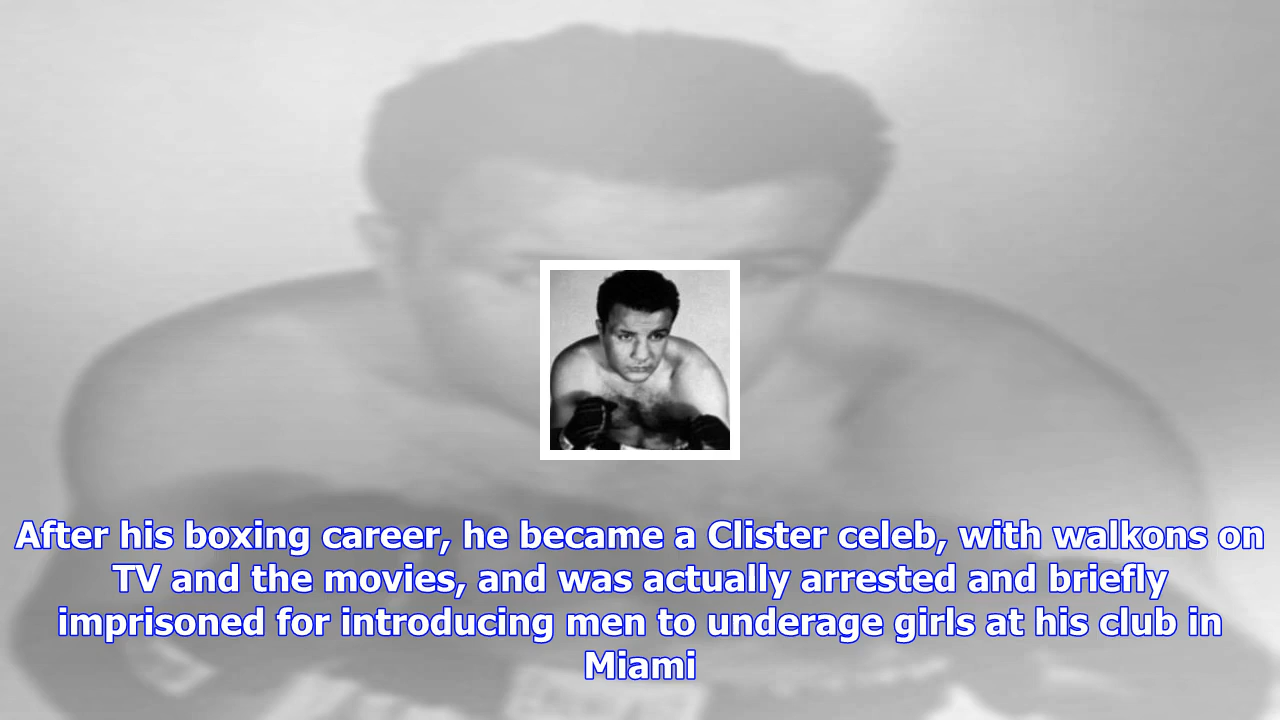 After his boxing career, he became a Clister celeb, with walkons on
TV and the movies, and was actually arrested and briefly
imprisoned for introducing men to underage girls at his club in
Miami